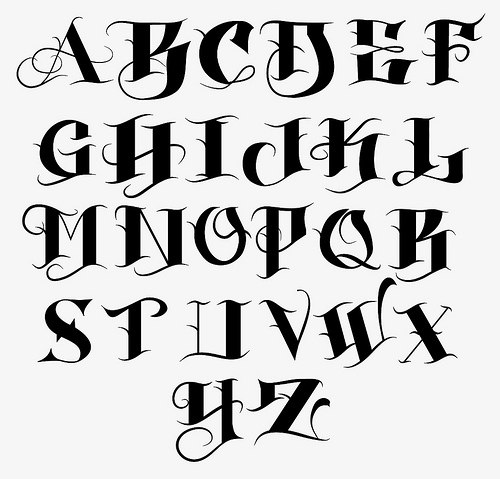 ABCDEF
GHIJKL
MNOPQR
STUVWX
YZ